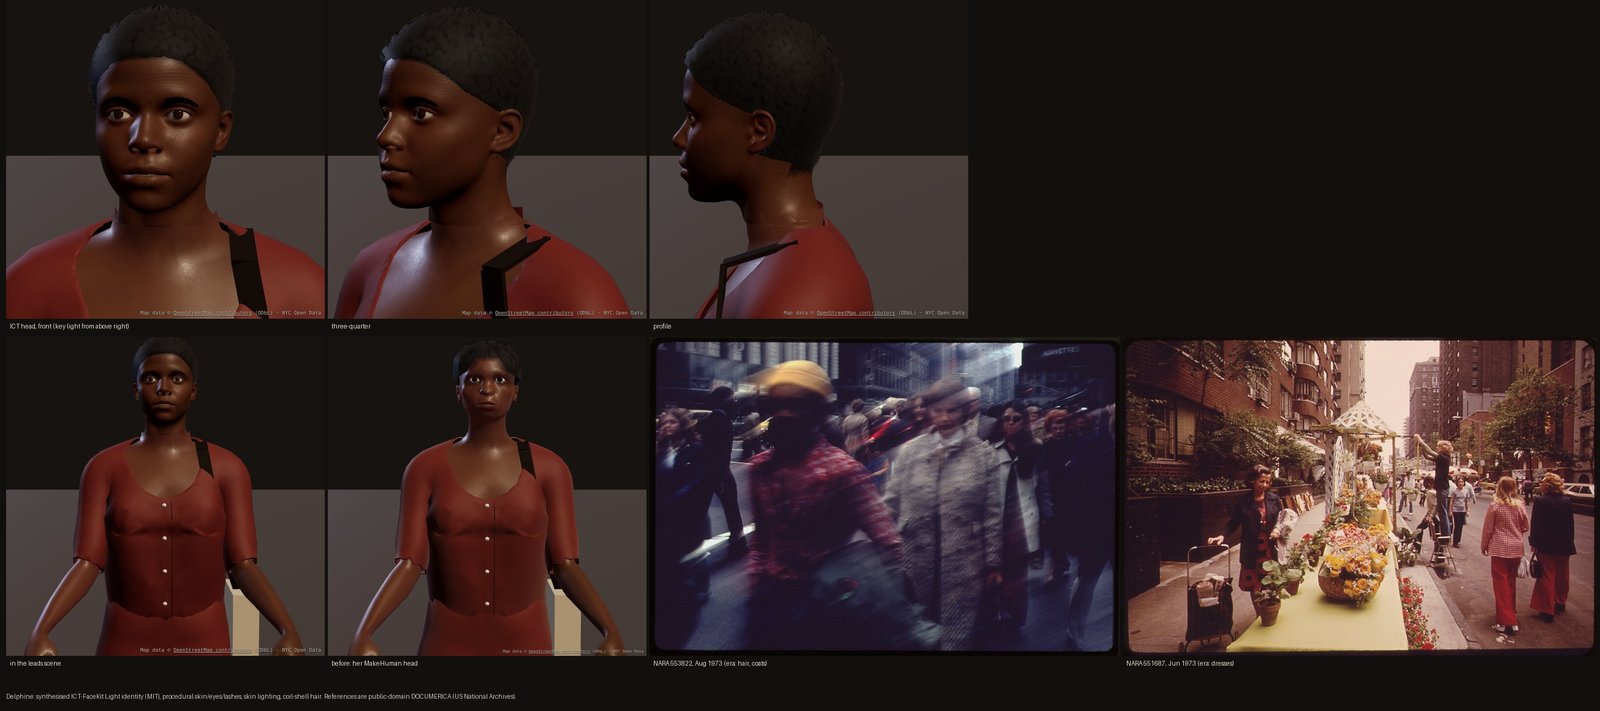 Map data © OpenStreetMap contributors (ODbL) · NYC Open Data
Map data © OpenStreetMap contributors (ODbL) · NYC Open Data
Map data © OpenStreetMap contributors (ODbL) · NYC Open Data
ICT head, front (key light from above right)
three-quarter
profile
Map data © OpenStreetMap contributors (ODbL) · NYC Open Data
Map data © OpenStreetMap contributors (ODbL) · NYC Open Data
in the leads scene
before: her MakeHuman head
NARA 553822, Aug 1973 (era: hair, coats)
NARA 551687, Jun 1973 (era: dresses)
Delphine: synthesised ICT-FaceKit Light identity (MIT), procedural skin/eyes/lashes, skin lighting, coil-shell hair. References are public-domain DOCUMERICA (US National Archives).